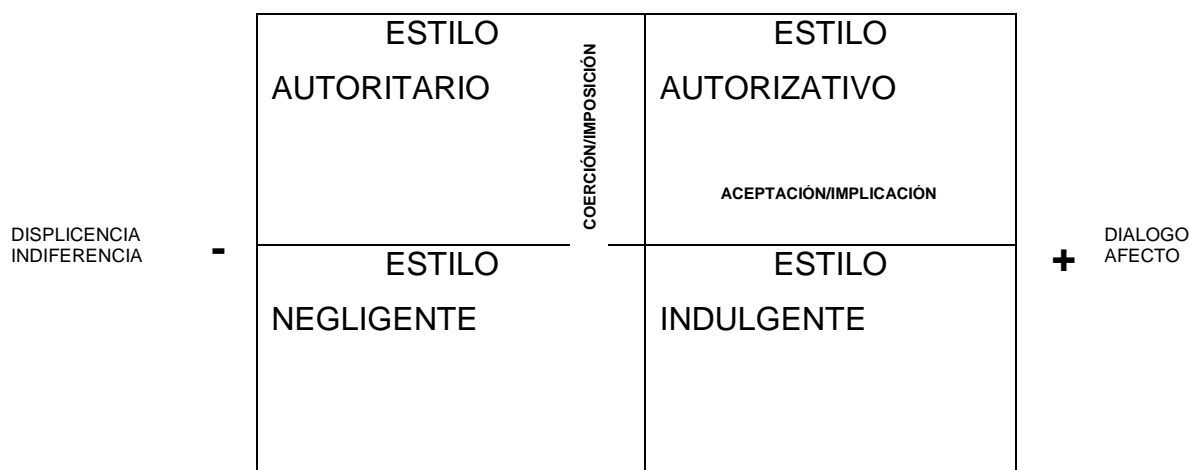 ESTILO
AUTORITARIO
COERCIÓN/IMPOSICIÓN
ESTILO
AUTORIZATIVO
ACEPTACIÓN/IMPLICACIÓN
DISPLICENCIA
INDIFERENCIA
-
+
DIALOGO
AFECTO
ESTILO
NEGLIGENTE
ESTILO
INDULGENTE